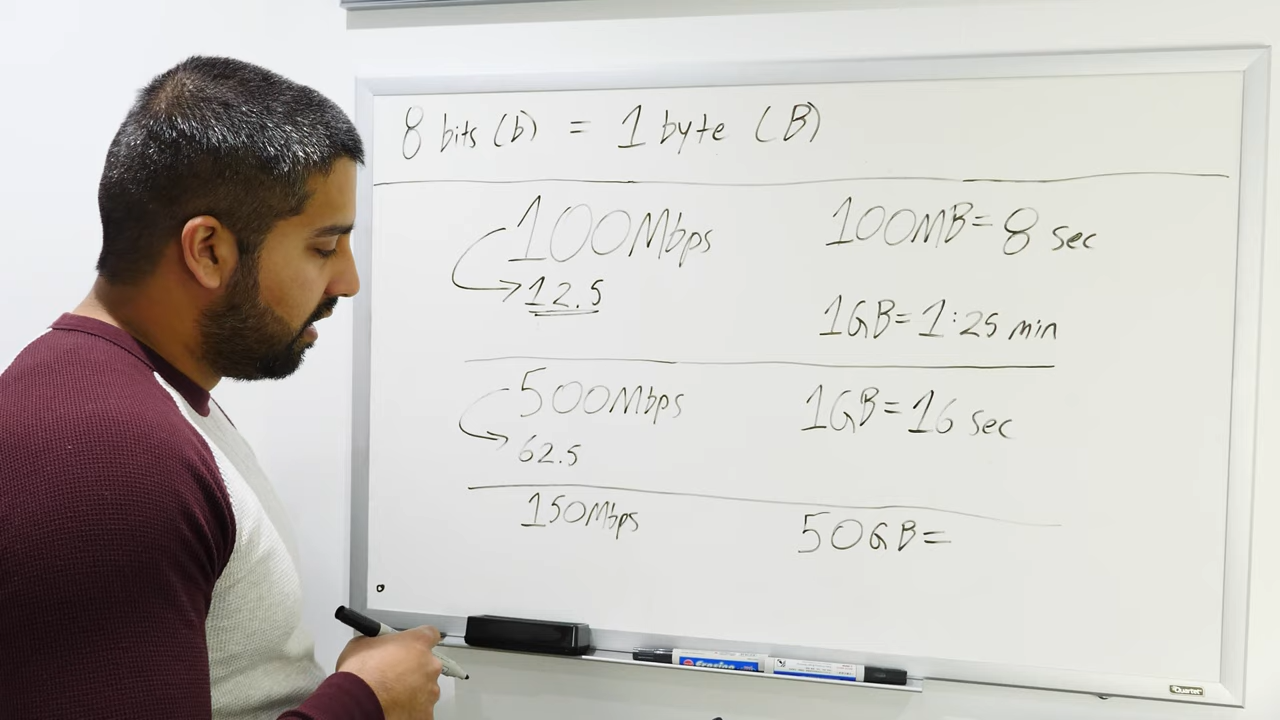 8 bits (b) = 1 byte (B)
100Mbps
12.5
100MB=8 sec
1GB=1:25 min
500Mbps
62.5
1GB=16 sec
150Mbps
50GB=
Quartet